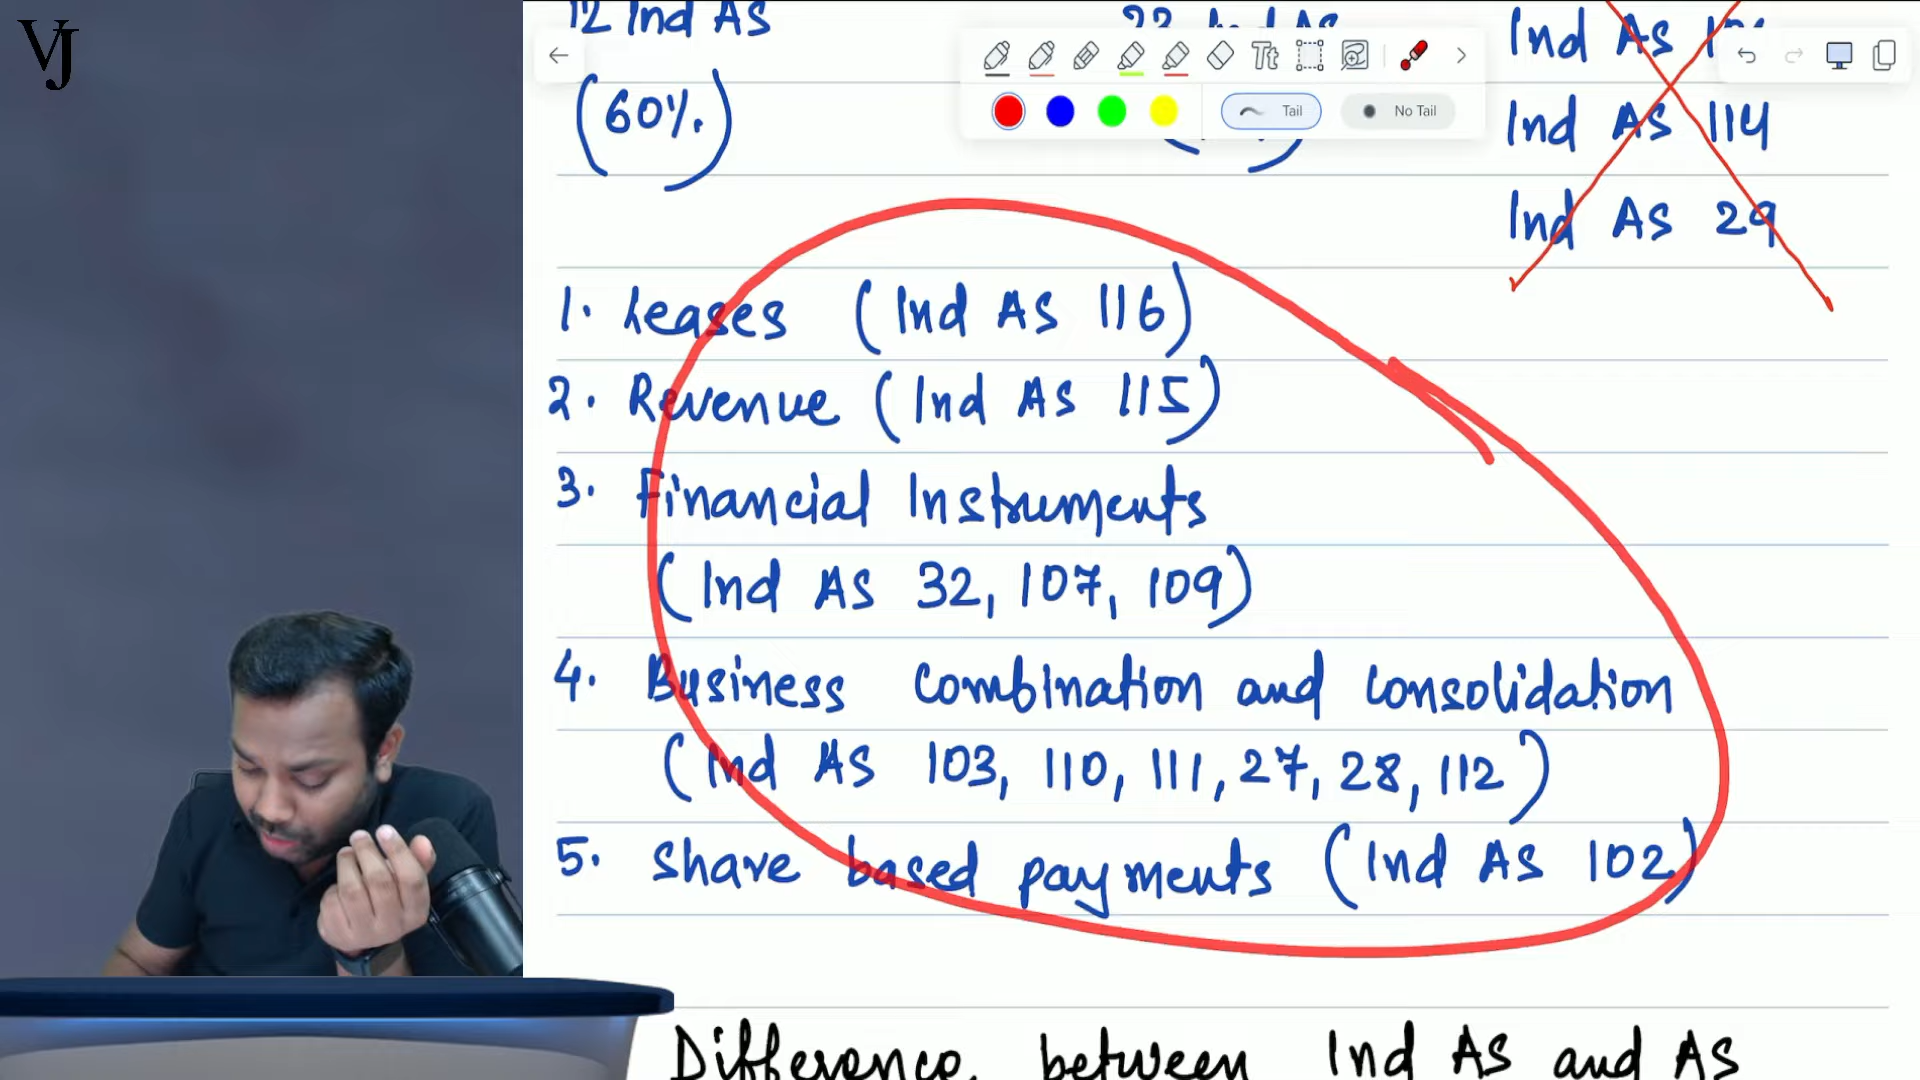 VJ
12 Ind AS
Ind AS
(60%)
Tt
Tail
No Tail
Ind AS 114
Ind AS 29
1. Leases (Ind AS 116)
2. Revenue (Ind AS 115)
3. Financial Instruments
(Ind AS 32, 107, 109)
4. Business Combination and consolidation
(Ind AS 103, 110, 111, 27, 28, 112)
5. share based payments (Ind AS 102)
Difference between Ind AS and AS